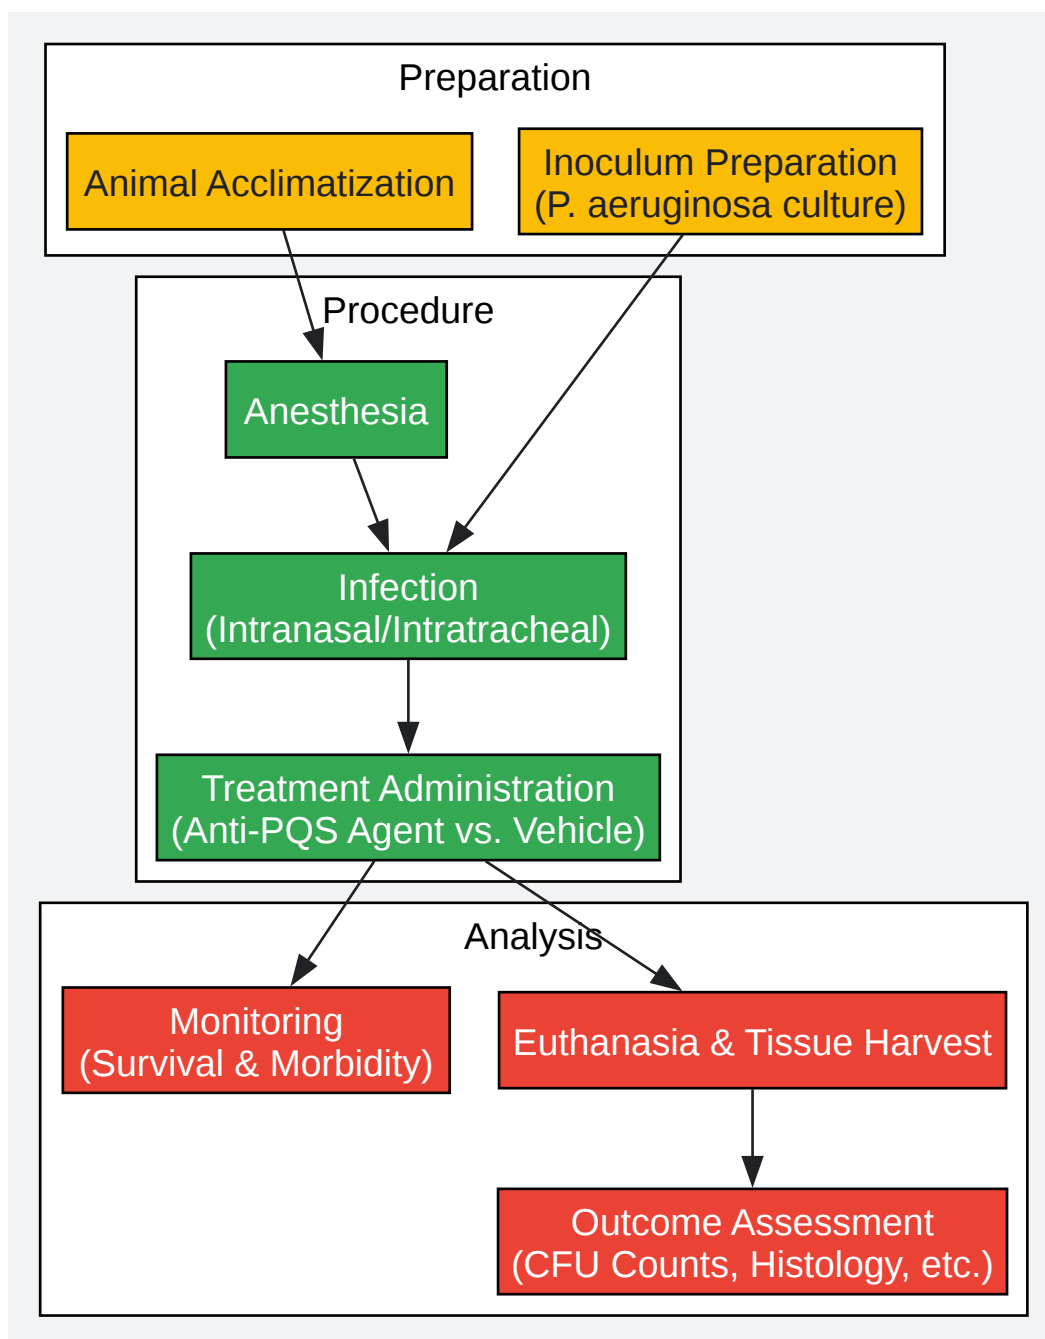 Preparation
Animal Acclimatization
Inoculum Preparation
(P. aeruginosa culture)
Procedure
Anesthesia
Infection
(Intranasal/Intratracheal)
Treatment Administration
(Anti-PQS Agent vs. Vehicle)
Analysis
Monitoring
(Survival & Morbidity)
Euthanasia & Tissue Harvest
Outcome Assessment
(CFU Counts, Histology, etc.)